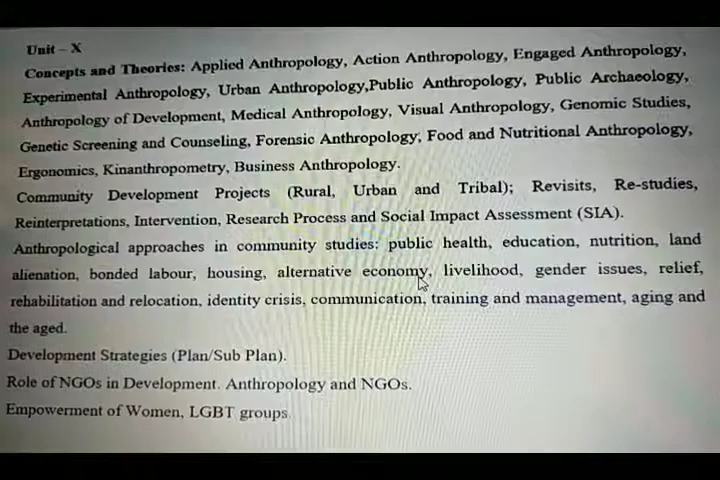 Unit – X
Concepts and Theories: Applied Anthropology, Action Anthropology, Engaged Anthropology,
Experimental Anthropology, Urban Anthropology,Public Anthropology, Public Archaeology,
Anthropology of Development, Medical Anthropology, Visual Anthropology, Genomic Studies,
Genetic Screening and Counseling, Forensic Anthropology, Food and Nutritional Anthropology,
Ergonomics, Kinanthropometry, Business Anthropology.
Community Development Projects (Rural, Urban and Tribal); Revisits, Re-studies,
Reinterpretations, Intervention, Research Process and Social Impact Assessment (SIA).
Anthropological approaches in community studies: public health, education, nutrition, land
alienation, bonded labour, housing, alternative economy, livelihood, gender issues, relief,
rehabilitation and relocation, identity crisis, communication, training and management, aging and
the aged.
Development Strategies (Plan/Sub Plan).
Role of NGOs in Development. Anthropology and NGOs.
Empowerment of Women, LGBT groups.